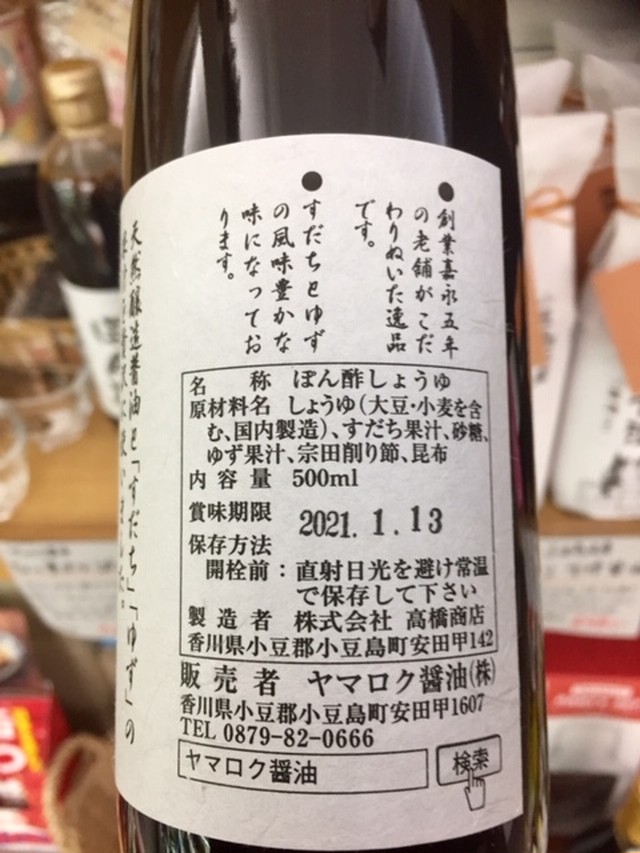 創業嘉永五年
の老舗がこだ
わりぬいた逸品
です。
すだちとゆず
の風味豊かな
味になってお
ります。
天然醸造醤油と「すだち」「ゆず」の
名　　称　ぽん酢しょうゆ
原材料名　しょうゆ(大豆・小麦を含
む、国内製造)、すだち果汁、砂糖、
ゆず果汁、宗田削り節、昆布
内 容 量　500ml
賞味期限　2021. 1. 13
保存方法
開栓前：直射日光を避け常温
で保存して下さい
製 造 者　株式会社 高橋商店
香川県小豆郡小豆島町安田甲142
販 売 者　ヤマロク醤油(株)
香川県小豆郡小豆島町安田甲1607
TEL 0879-82-0666
ヤマロク醤油　検索